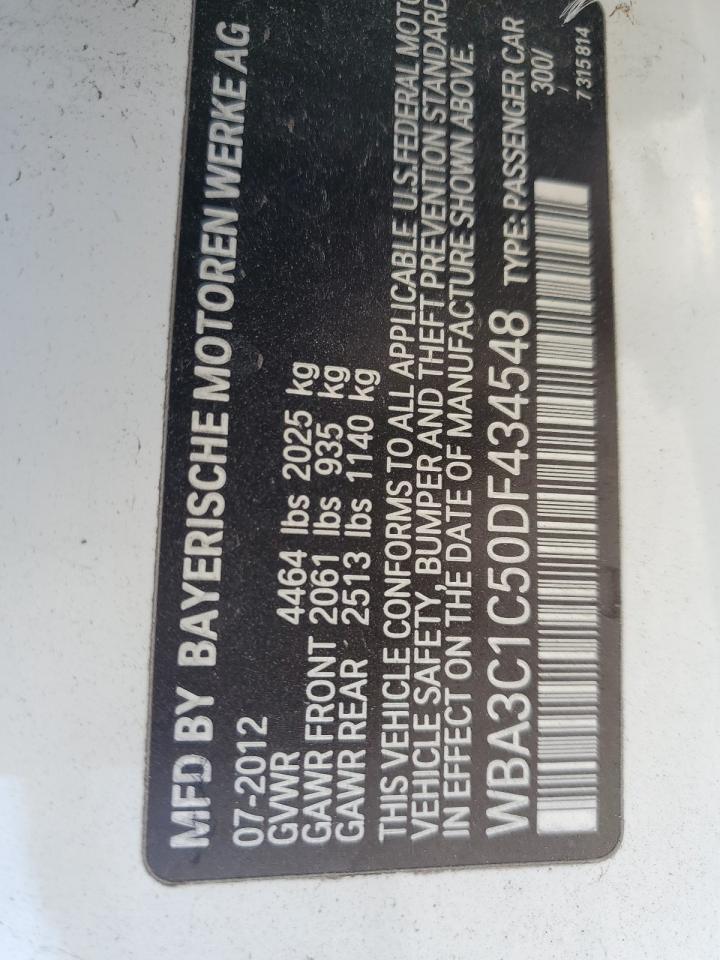 MFD BY BAYERISCHE MOTOREN WERKE AG
07-2012
GVWR 4464 lbs 2025 kg
GAWR FRONT 2061 lbs 935 kg
GAWR REAR 2513 lbs 1140 kg
THIS VEHICLE CONFORMS TO ALL APPLICABLE U.S.FEDERAL MOTO
VEHICLE SAFETY, BUMPER AND THEFT PREVENTION STANDARD
IN EFFECT ON THE DATE OF MANUFACTURE SHOWN ABOVE.
WBA3C1C50DF434548 TYPE: PASSENGER CAR
300/
7 315 814